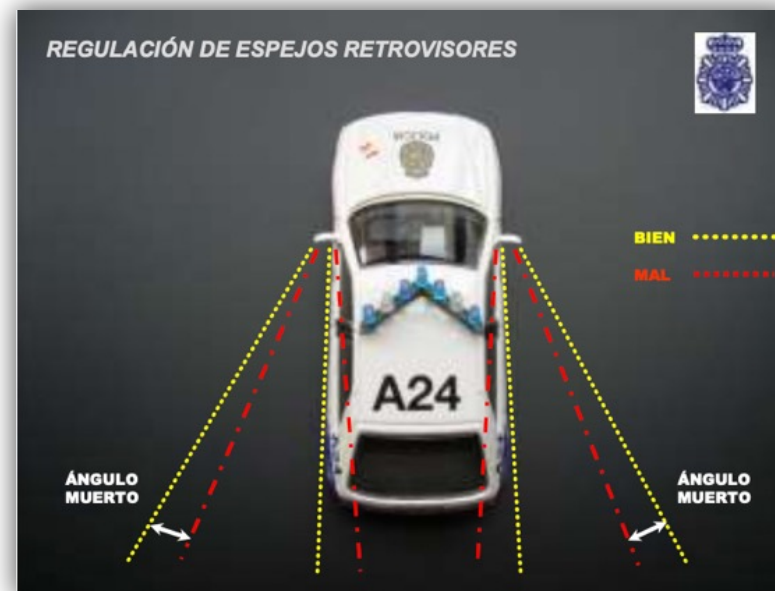 REGULACIÓN DE ESPEJOS RETROVISORES
BIEN
MAL
A24
ÁNGULO
MUERTO
ÁNGULO
MUERTO